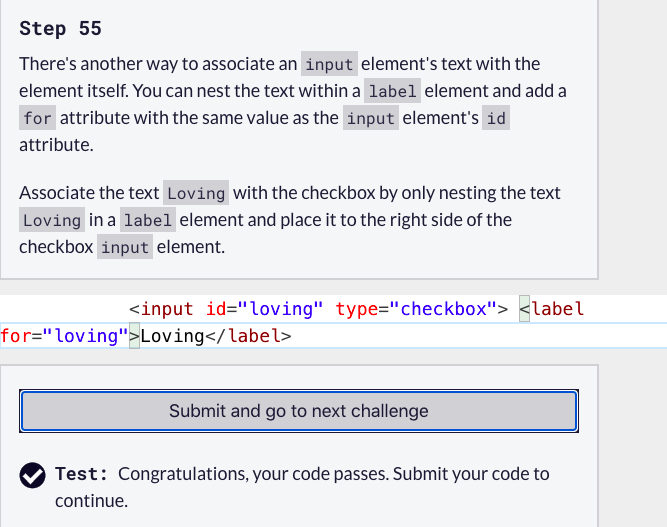 Step 55
There's another way to associate an input element's text with the
element itself. You can nest the text within a label element and add a
for attribute with the same value as the input element's id
attribute.
Associate the text Loving with the checkbox by only nesting the text
Loving in a label element and place it to the right side of the
checkbox input element.
<input id="loving" type="checkbox"> <label
for="loving">Loving</label>
Submit and go to next challenge
Test: Congratulations, your code passes. Submit your code to
continue.